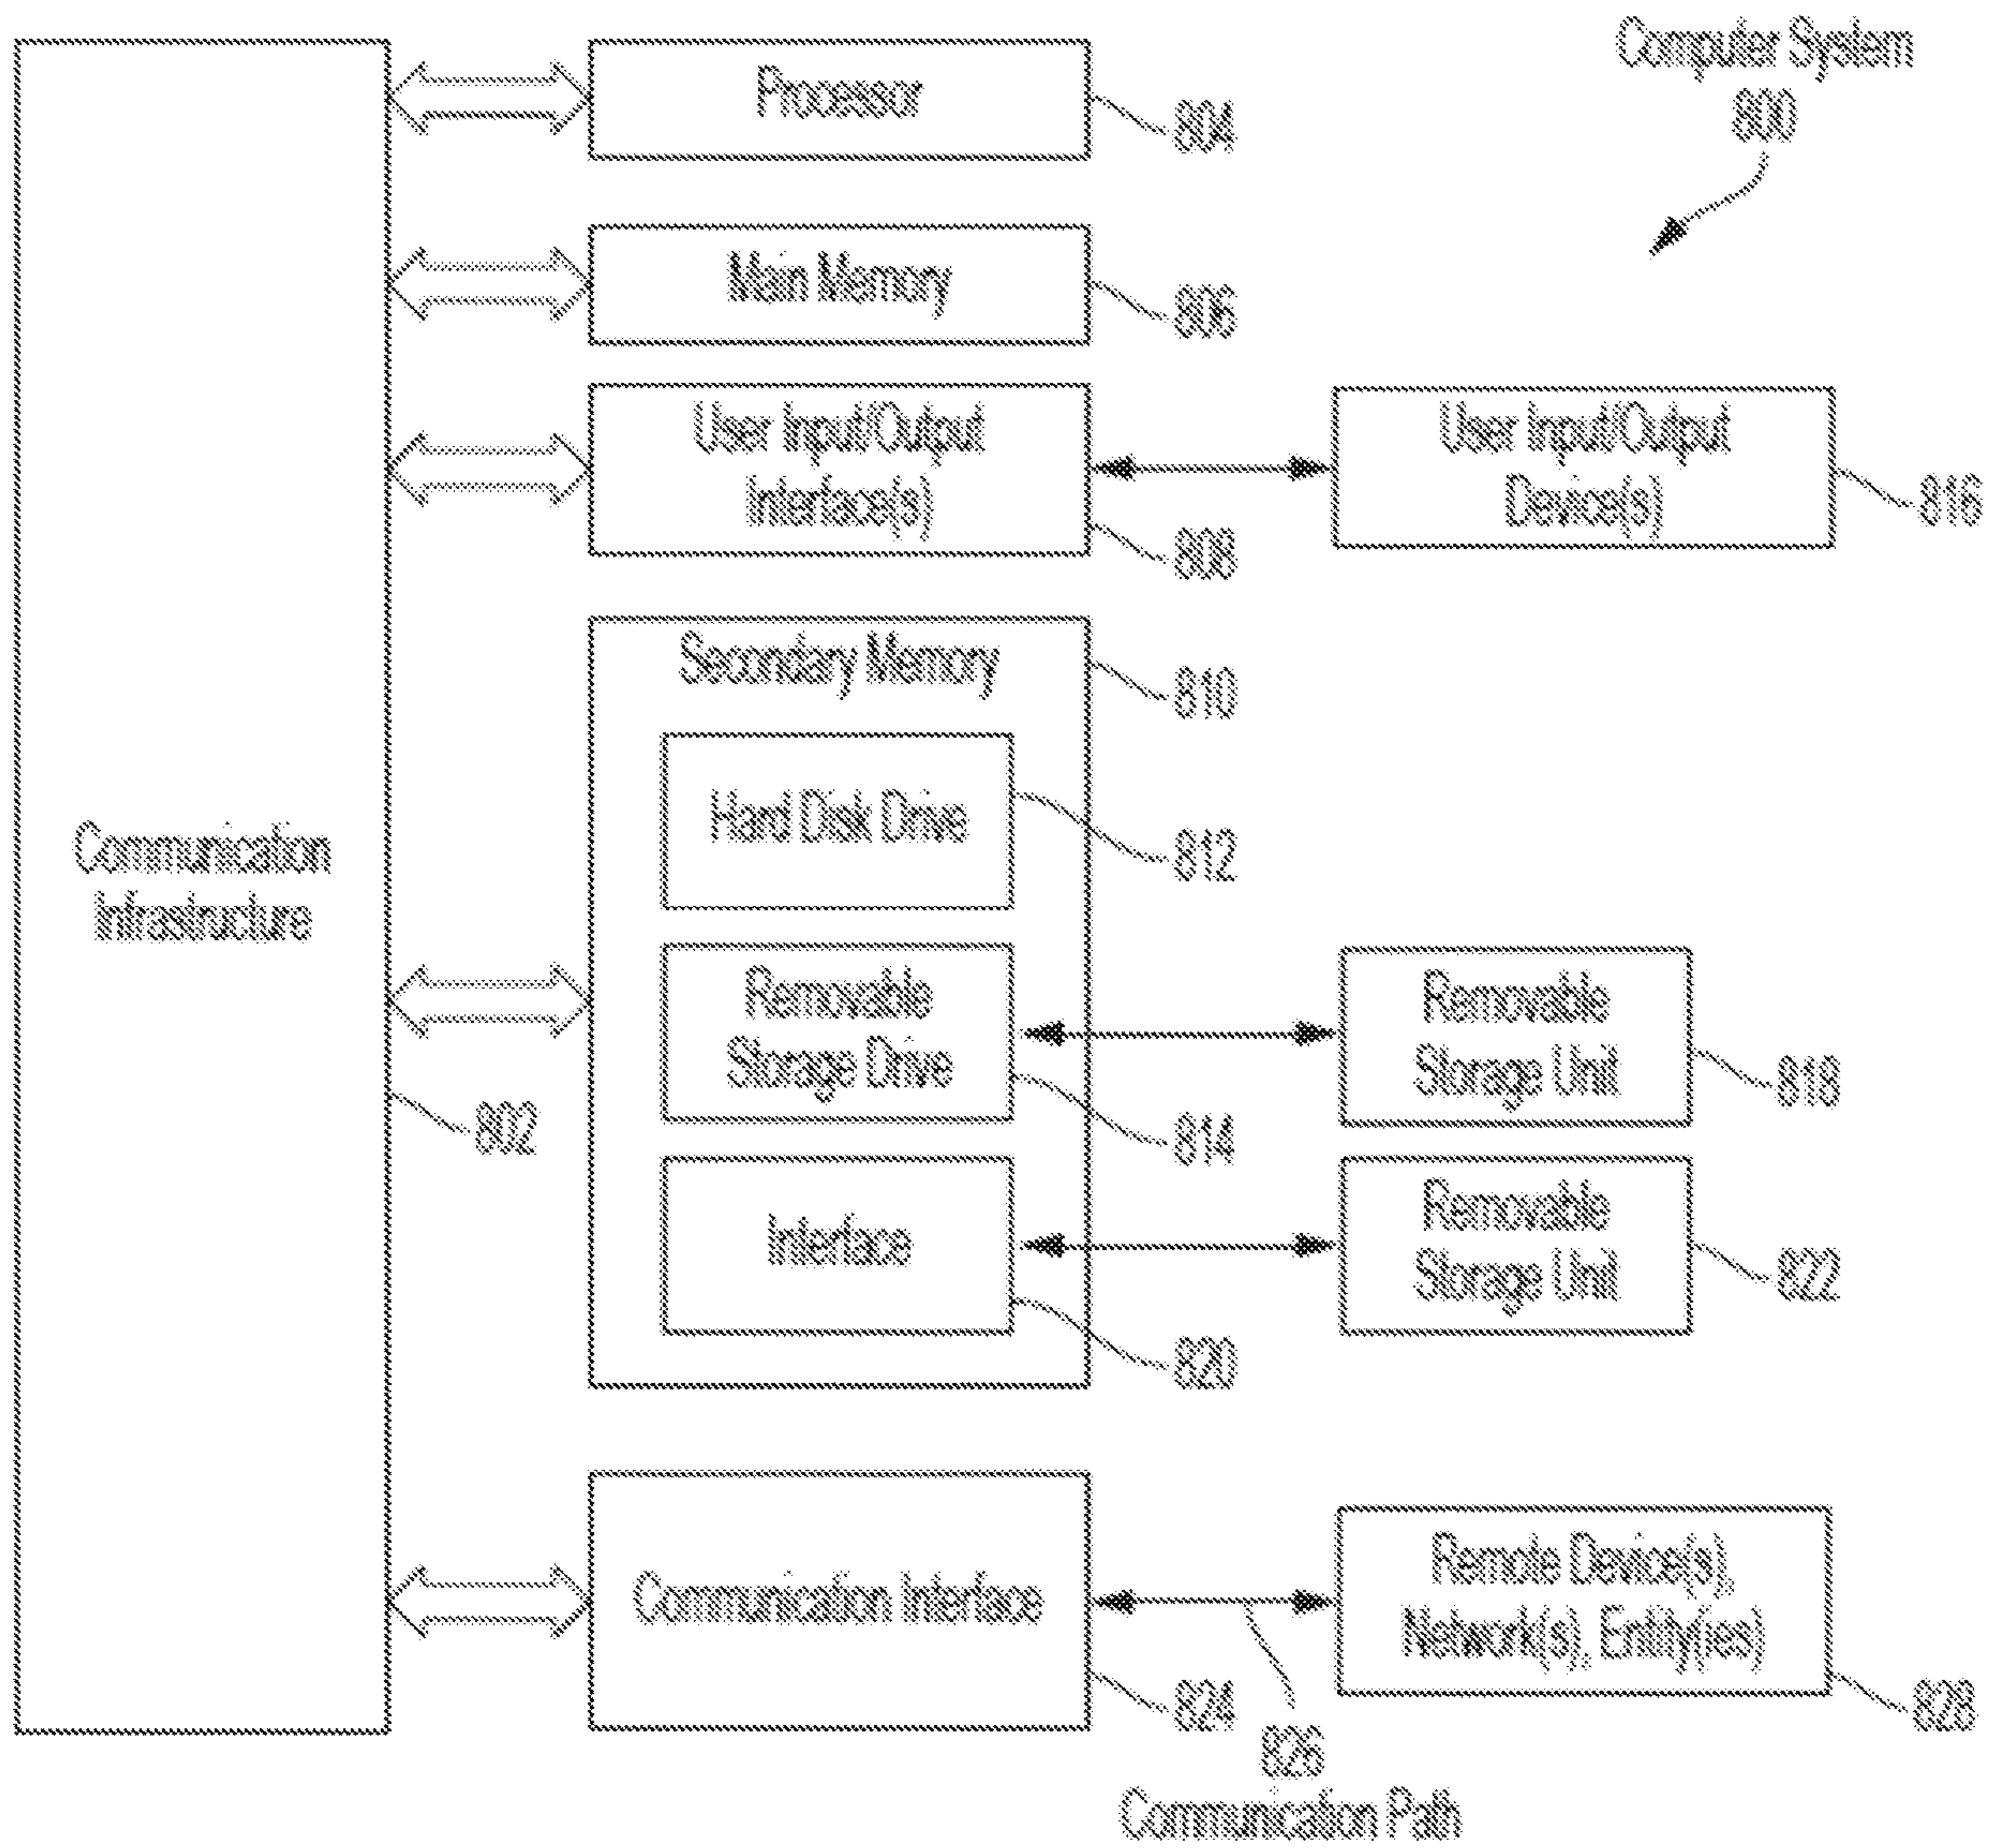 Computer System
800
Processor
804
Main Memory
806
User Input/Output
Interface(s)
808
User Input/Output
Device(s)
816
Secondary Memory
810
Hard Disk Drive
812
Communication
Infrastructure
802
Removable
Storage Drive
814
Removable
Storage Unit
818
Interface
820
Removable
Storage Unit
822
Communication Interface
824
826
Communication Path
Remote Device(s),
Network(s), Entity(ies)
828